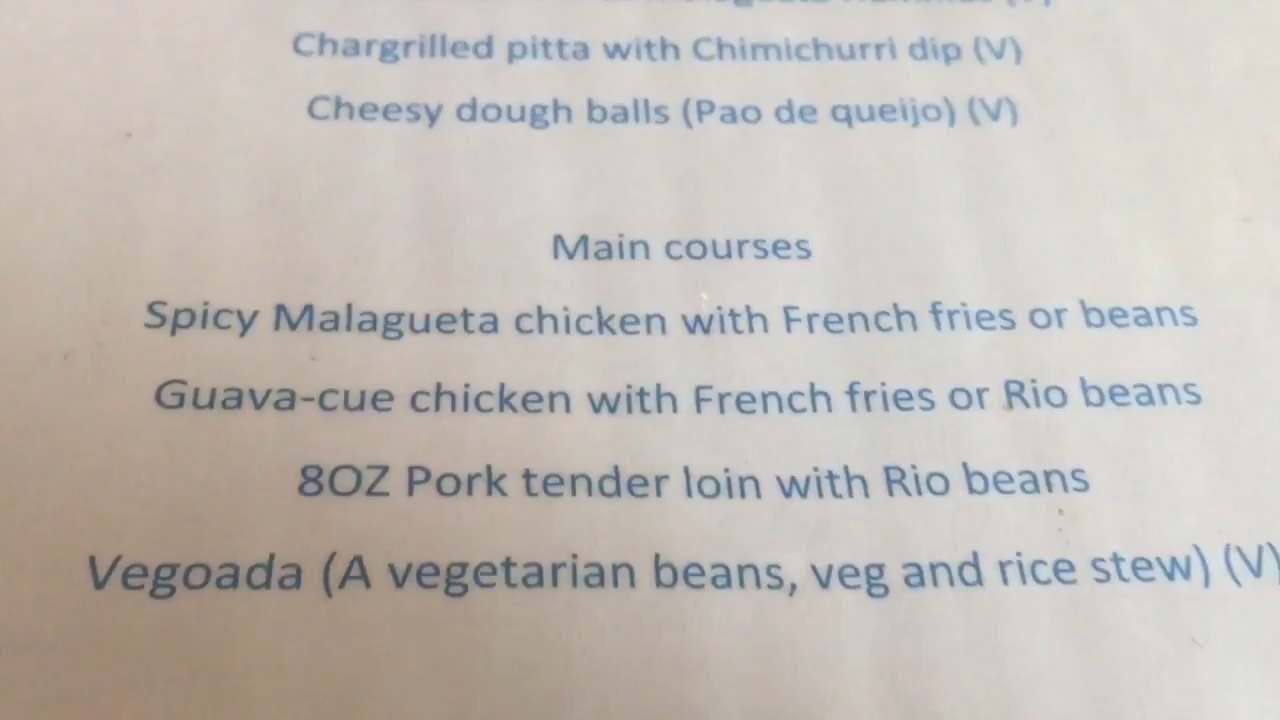 Chargrilled pitta with Chimichurri dip (V)
Cheesy dough balls (Pao de queijo) (V)
Main courses
Spicy Malagueta chicken with French fries or beans
Guava-cue chicken with French fries or Rio beans
8OZ Pork tender loin with Rio beans
Vegoada (A vegetarian beans, veg and rice stew) (V)